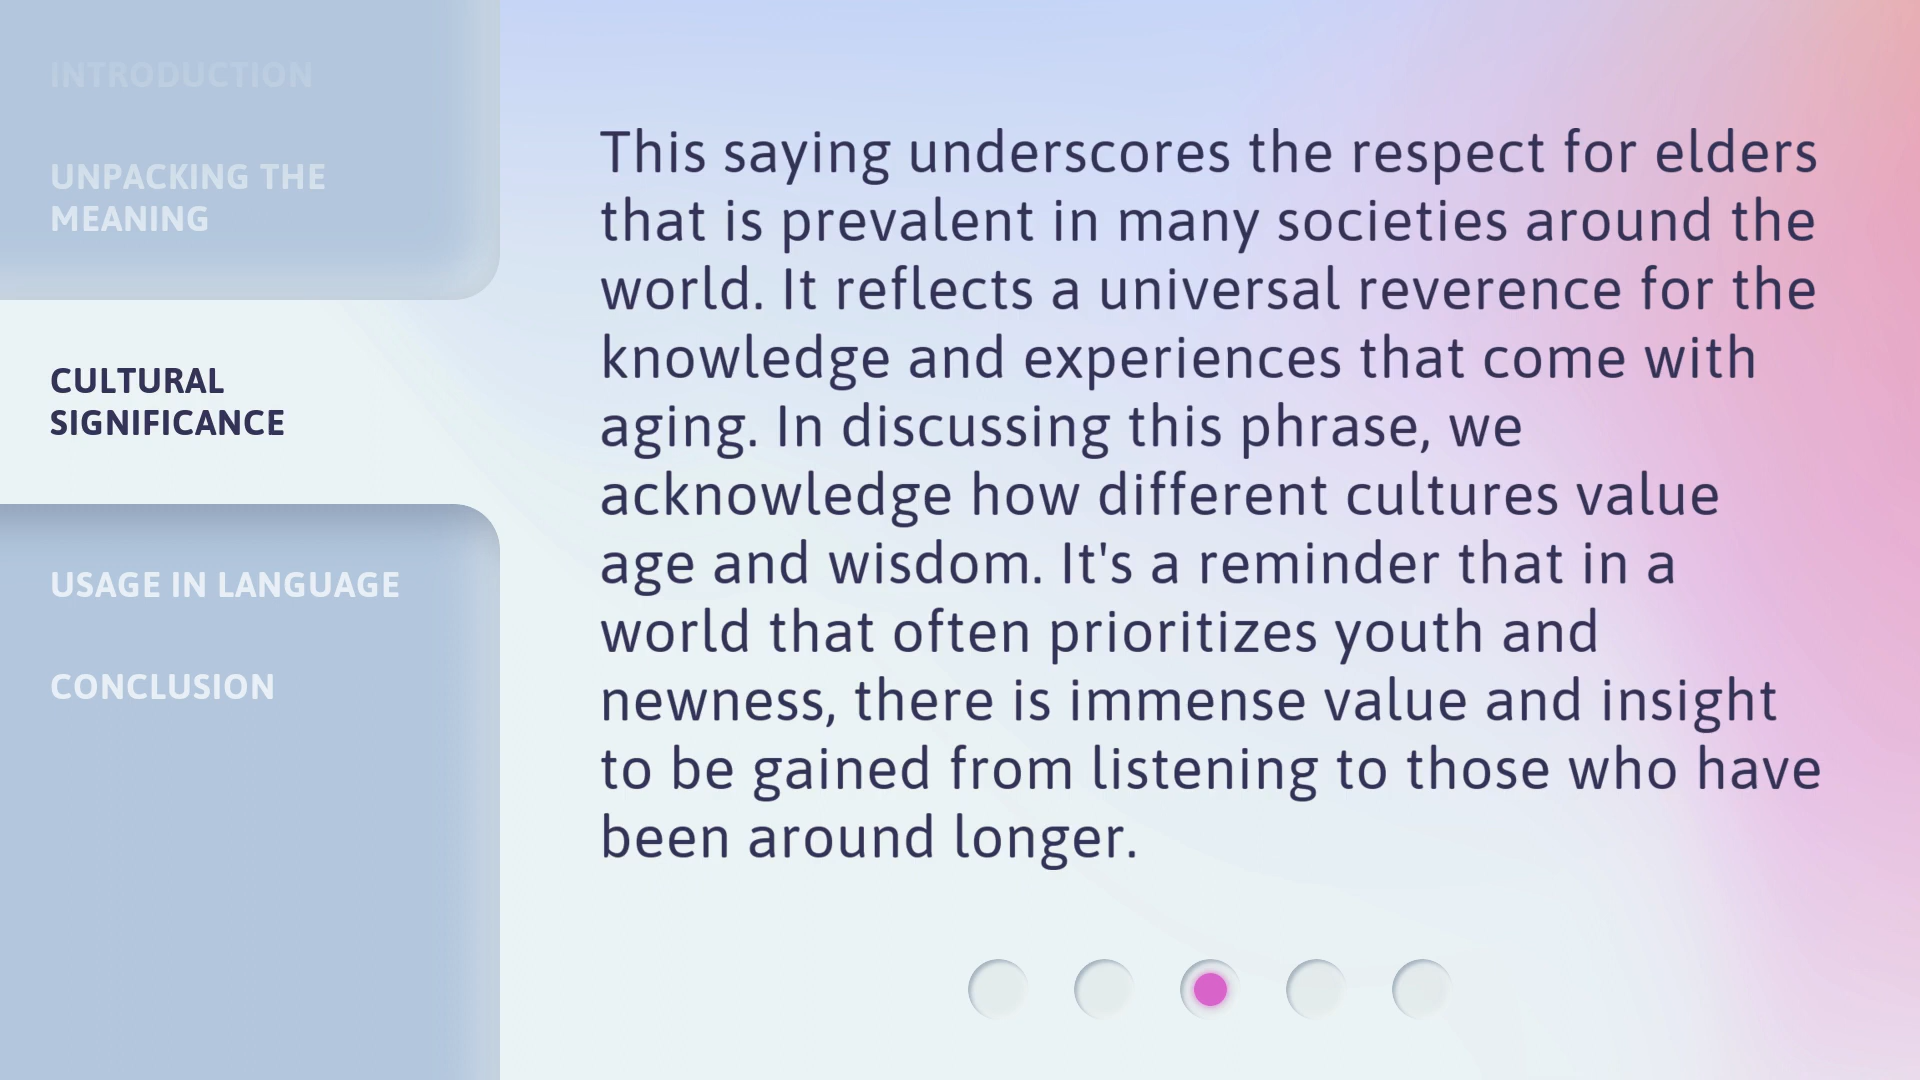 INTRODUCTION
UNPACKING THE
MEANING
CULTURAL
SIGNIFICANCE
USAGE IN LANGUAGE
CONCLUSION
This saying underscores the respect for elders
that is prevalent in many societies around the
world. It reflects a universal reverence for the
knowledge and experiences that come with
aging. In discussing this phrase, we
acknowledge how different cultures value
age and wisdom. It's a reminder that in a
world that often prioritizes youth and
newness, there is immense value and insight
to be gained from listening to those who have
been around longer.